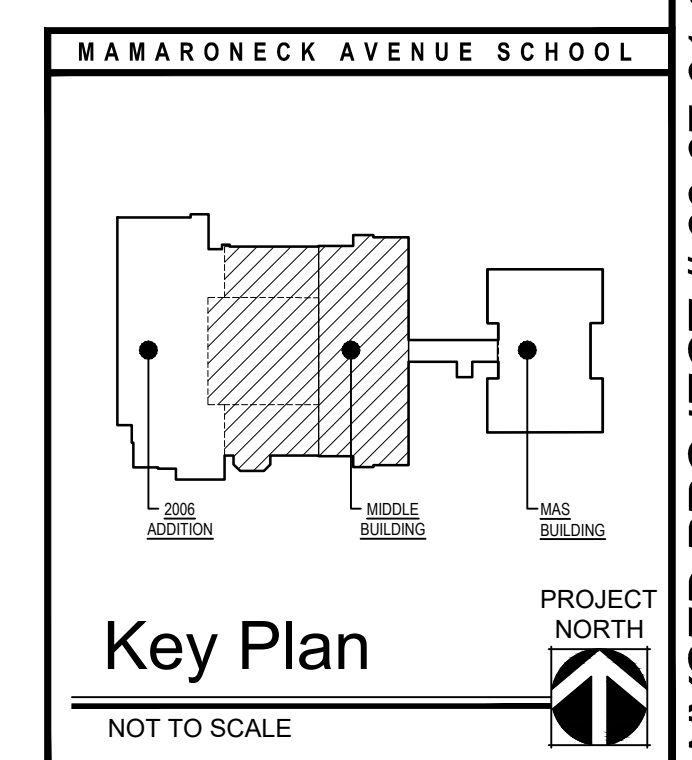 MAMARONECK AVENUE SCHOOL
2006
ADDITION
MIDDLE
BUILDING
MAS
BUILDING
PROJECT
NORTH
Key Plan
NOT TO SCALE